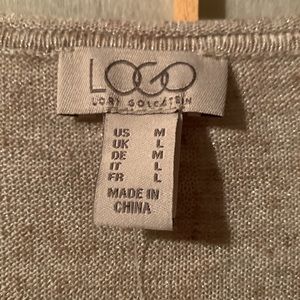 LOGO
LORI GOLDSTEIN
US M
UK L
DE M
IT L
FR L
MADE IN
CHINA